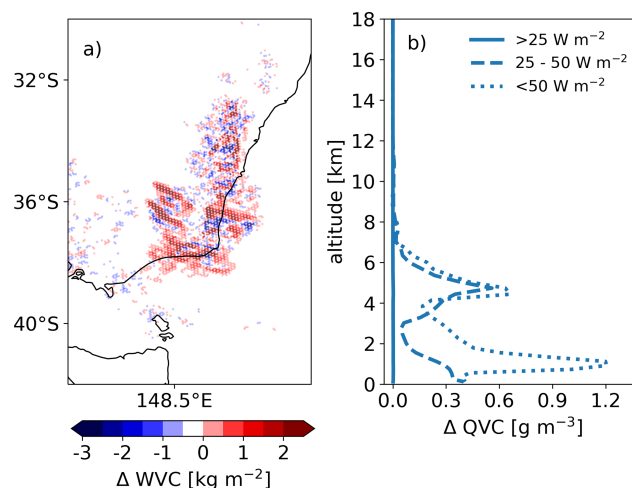 a)
32°S
36°S
40°S
148.5°E
-3 -2 -1 0 1 2
Δ WVC [kg m⁻²]
b)
>25 W m⁻²
25 - 50 W m⁻²
<50 W m⁻²
18
16
14
12
10
8
6
4
2
0
altitude [km]
0.0 0.3 0.6 0.9 1.2
Δ QVC [g m⁻³]